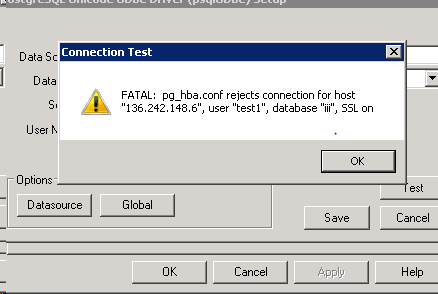 PostgreSQL Unicode ODBC Driver (psqlODBC) Setup
Connection Test
Data So
Data
FATAL: pg_hba.conf rejects connection for host
"136.242.148.6", user "test1", database "iii", SSL on
Se
User N
OK
Options
Datasource
Global
Test
Save
Cancel
OK
Cancel
Apply
Help